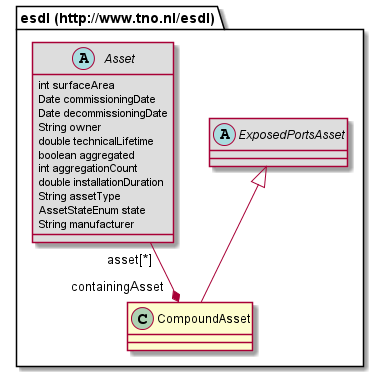 esdl (http://www.tno.nl/esdl)
A Asset
int surfaceArea
Date commissioningDate
Date decommissioningDate
String owner
double technicalLifetime
boolean aggregated
int aggregationCount
double installationDuration
String assetType
AssetStateEnum state
String manufacturer
A ExposedPortsAsset
asset[*]
containingAsset
C CompoundAsset